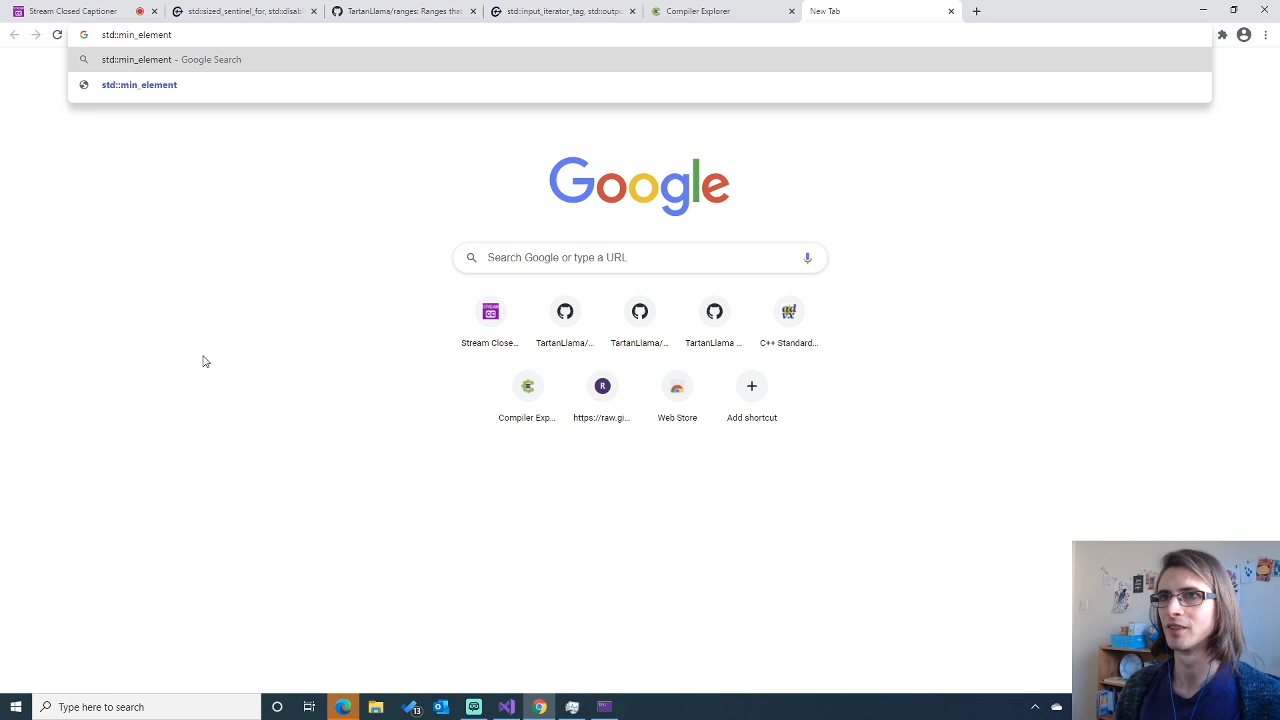 Stream Closed Captioner
std::sized_sentinel_for, std::disab
TartanLlama/ranges: Ranges that
std::input_iterator_tag, std::outpu
Compiler Explorer
New Tab
std::min_element
std::min_element - Google Search
std::min_element
Google
Search Google or type a URL
Stream Close...
TartanLlama/...
TartanLlama/...
TartanLlama ...
C++ Standard...
Compiler Exp...
R
https://raw.gi...
Web Store
Add shortcut
Type here to search
13